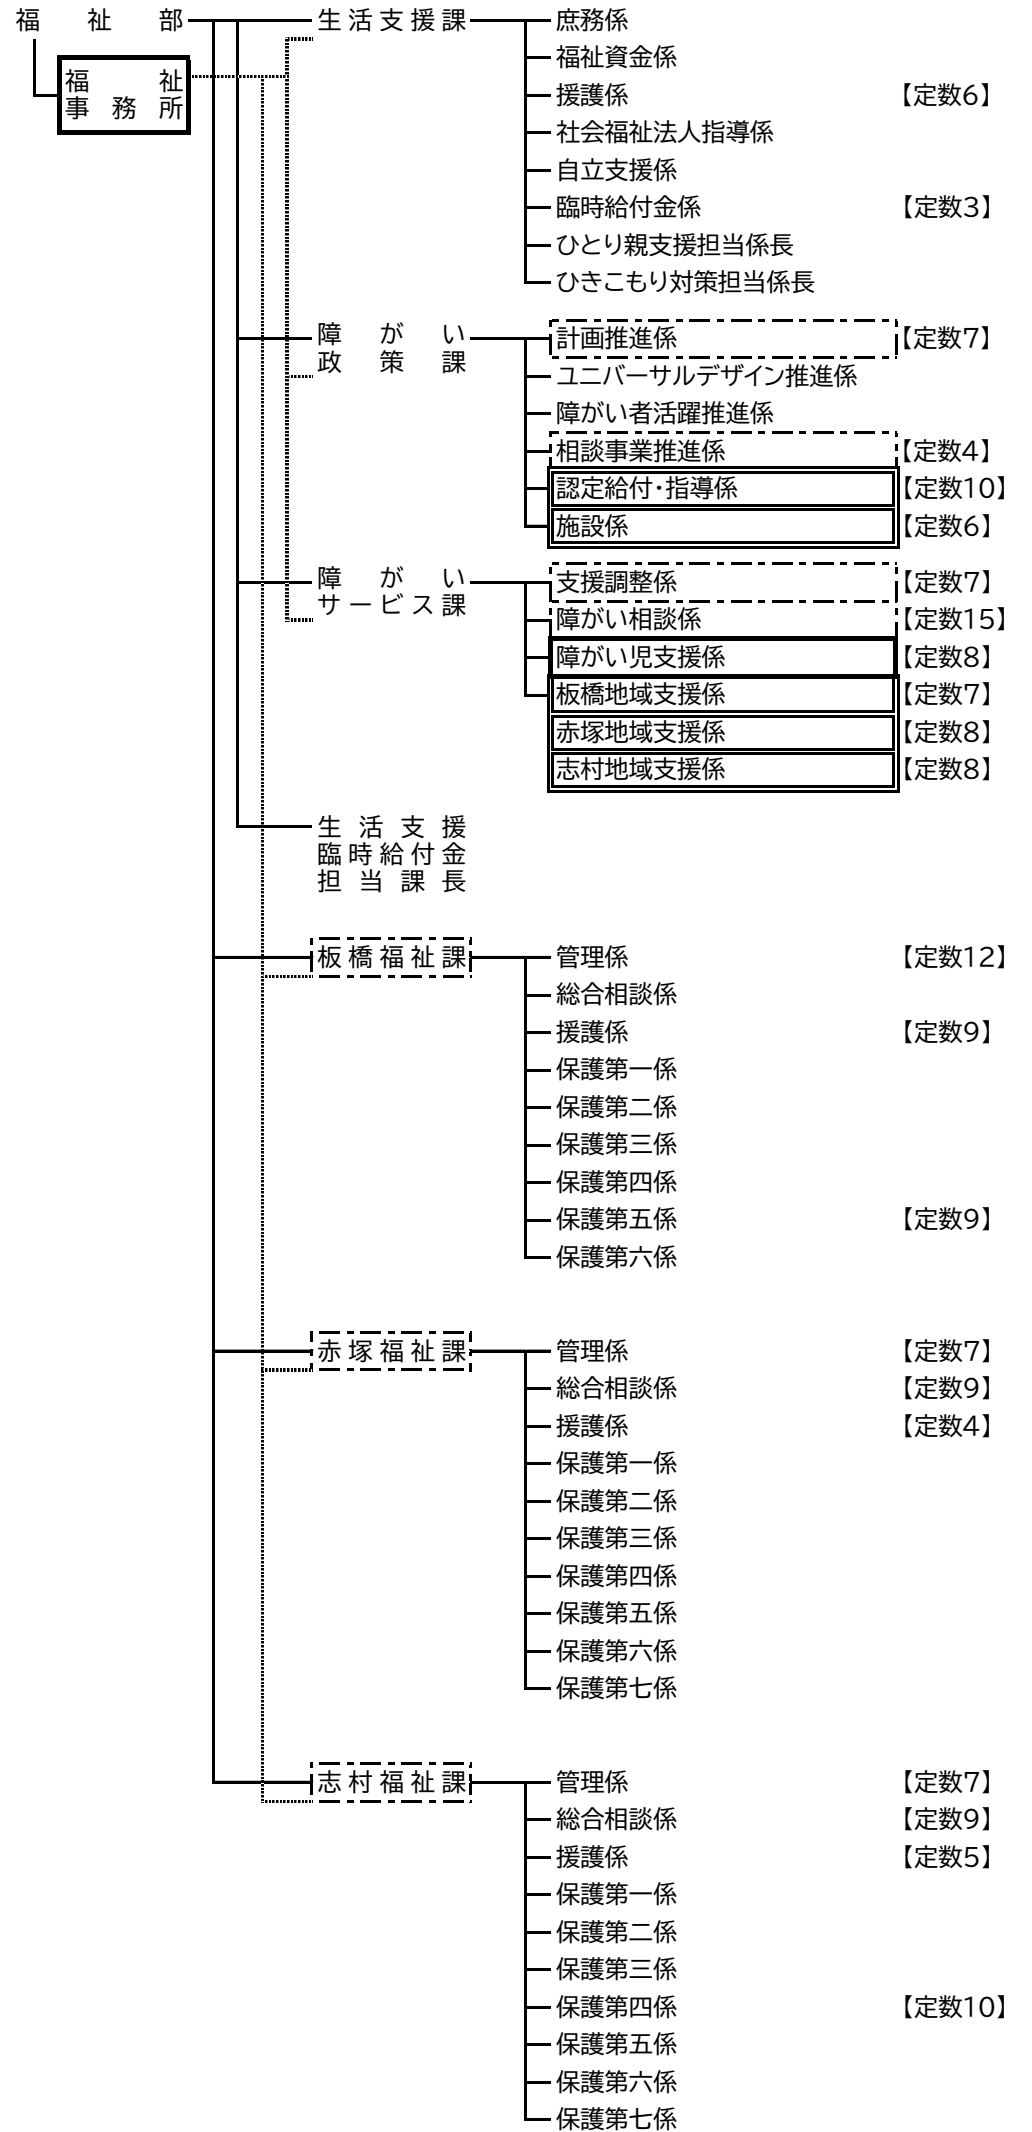 福祉部
福祉
事務所
生活支援課
庶務係
福祉資金係
援護係 【定数6】
社会福祉法人指導係
自立支援係
臨時給付金係 【定数3】
ひとり親支援担当係長
ひきこもり対策担当係長
障がい
政策課
計画推進係 【定数7】
ユニバーサルデザイン推進係
障がい者活躍推進係
相談事業推進係 【定数4】
認定給付・指導係 【定数10】
施設係 【定数6】
障がい
サービス課
支援調整係 【定数7】
障がい相談係 【定数15】
障がい児支援係 【定数8】
板橋地域支援係 【定数7】
赤塚地域支援係 【定数8】
志村地域支援係 【定数8】
生活支援
臨時給付金
担当課長
板橋福祉課
管理係 【定数12】
総合相談係
援護係 【定数9】
保護第一係
保護第二係
保護第三係
保護第四係
保護第五係 【定数9】
保護第六係
赤塚福祉課
管理係 【定数7】
総合相談係 【定数9】
援護係 【定数4】
保護第一係
保護第二係
保護第三係
保護第四係
保護第五係
保護第六係
保護第七係
志村福祉課
管理係 【定数7】
総合相談係 【定数9】
援護係 【定数5】
保護第一係
保護第二係
保護第三係
保護第四係 【定数10】
保護第五係
保護第六係
保護第七係